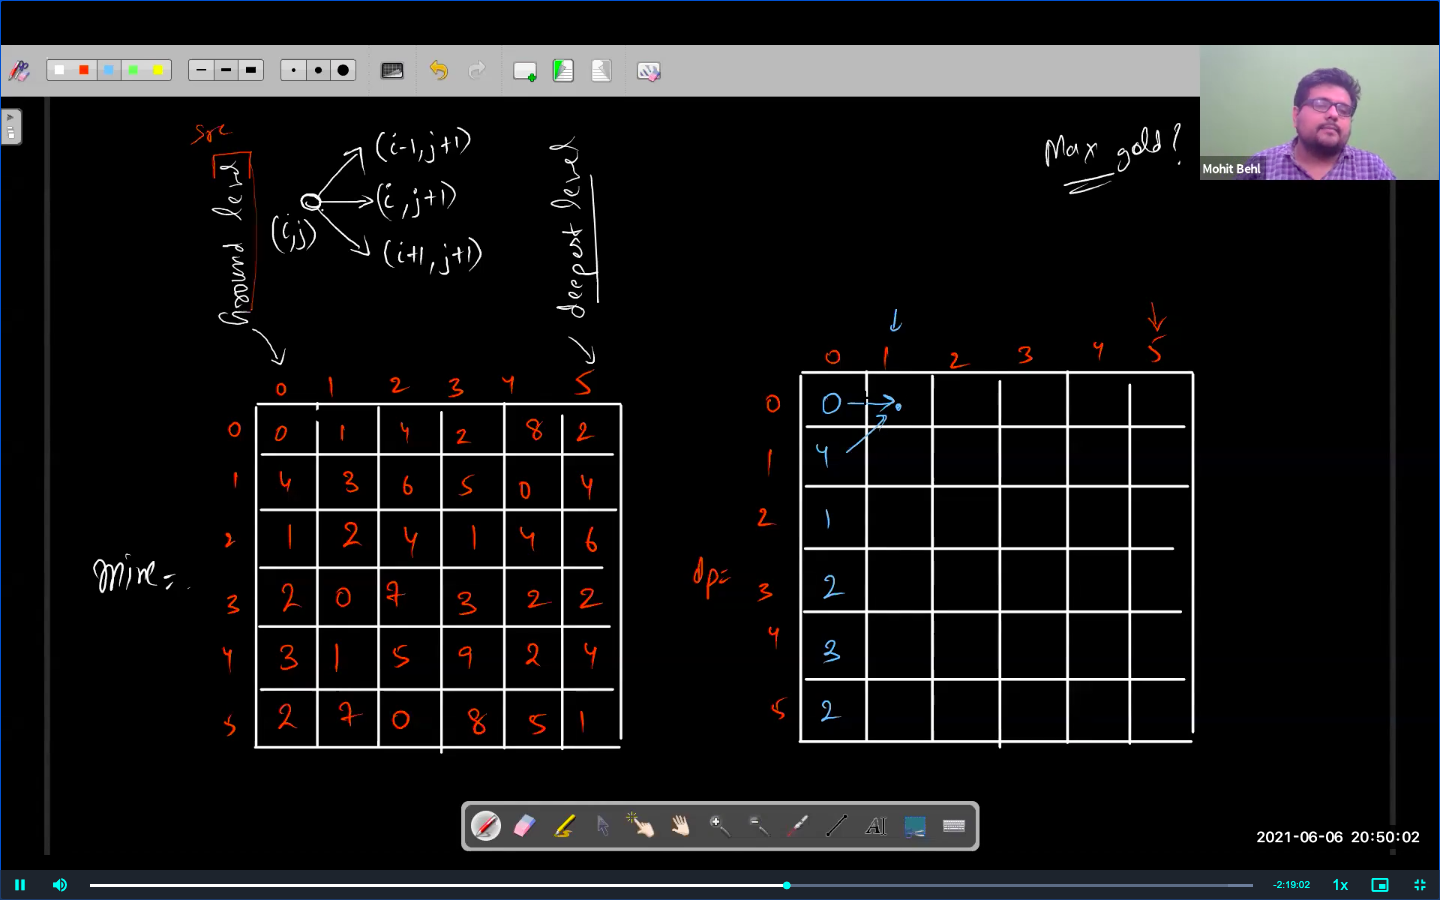 Max gold?
Mohit Behl
src
Ground level
(i,j)
(i-1, j+1)
(i, j+1)
(i+1, j+1)
deepest level
0 1 2 3 4 5
0 0 1 4 2 8 2
1 4 3 6 5 0 4
2 1 2 4 1 4 6
mine=
3 2 0 7 3 2 2
4 3 1 5 9 2 4
5 2 7 0 8 5 1
0 1 2 3 4 5
0 0
1 4
2 1
dp=
3 2
4 3
5 2
AI
2021-06-06 20:50:02
-2:19:02
1x